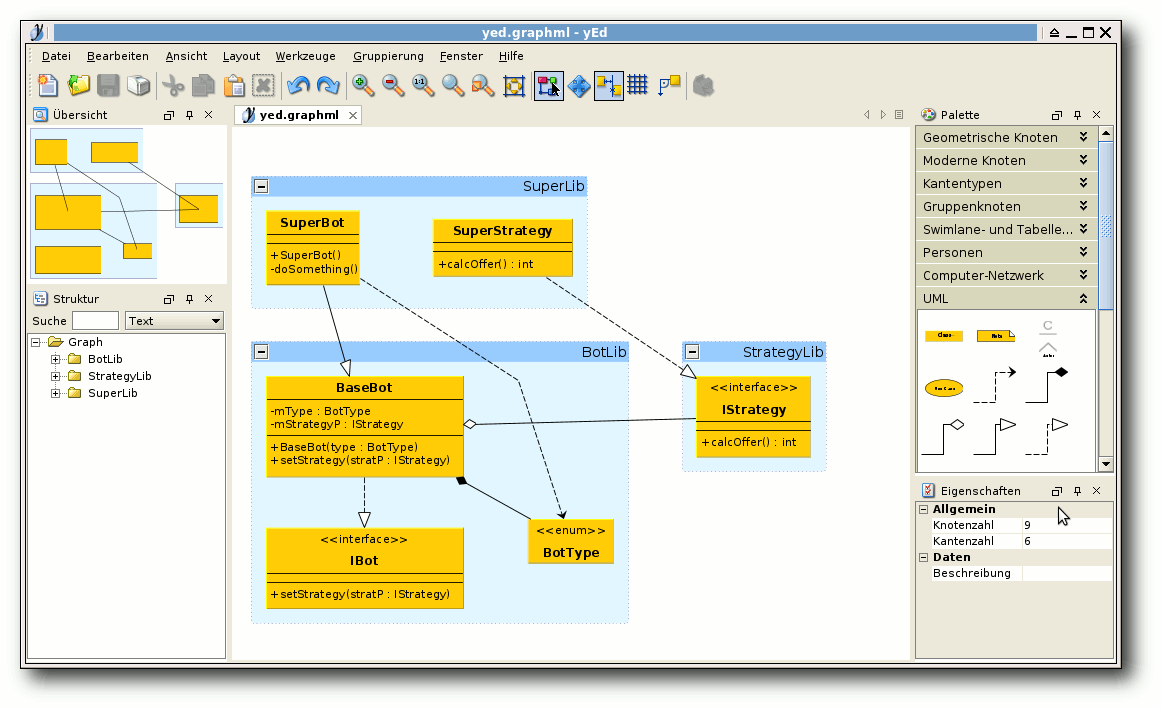 yed.graphml - yEd
Datei Bearbeiten Ansicht Layout Werkzeuge Gruppierung Fenster Hilfe
1:1
Übersicht
yed.graphml
Palette
Geometrische Knoten
Moderne Knoten
Kantentypen
Gruppenknoten
Swimlane- und Tabelle...
Personen
Computer-Netzwerk
UML
Struktur
Suche
Text
Graph
BotLib
StrategyLib
SuperLib
SuperLib
SuperBot
+SuperBot()
-doSomething()
SuperStrategy
+calcOffer() : int
BotLib
BaseBot
-mType : BotType
-mStrategyP : IStrategy
+BaseBot(type : BotType)
+setStrategy(stratP : IStrategy)
<<interface>>
IBot
+setStrategy(stratP : IStrategy)
<<enum>>
BotType
StrategyLib
<<interface>>
IStrategy
+calcOffer() : int
C
Eigenschaften
Allgemein
Knotenzahl 9
Kantenzahl 6
Daten
Beschreibung